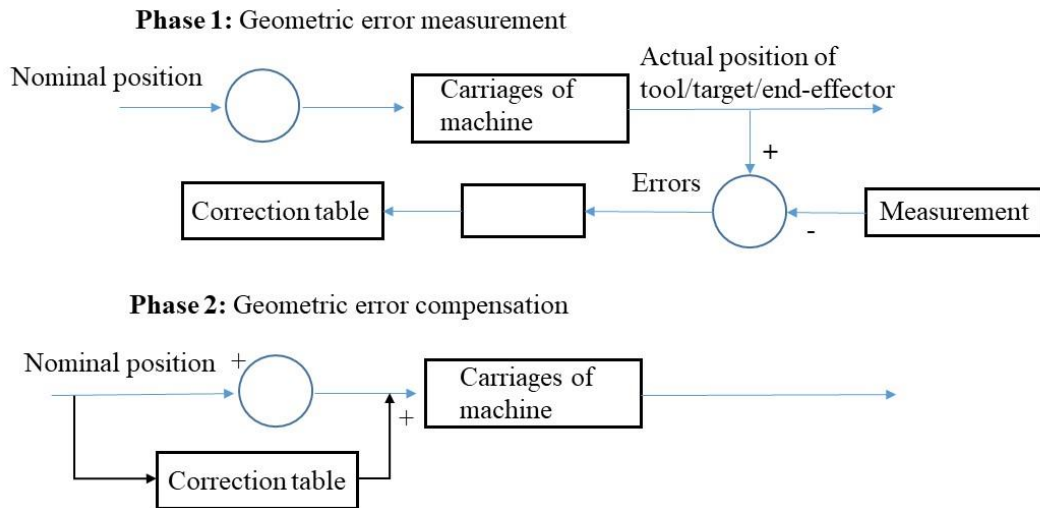 Phase 1: Geometric error measurement
Nominal position
Carriages of
machine
Actual position of
tool/target/end-effector
+
Errors
Correction table
Measurement
-
Phase 2: Geometric error compensation
Nominal position
+
Carriages of
machine
+
Correction table